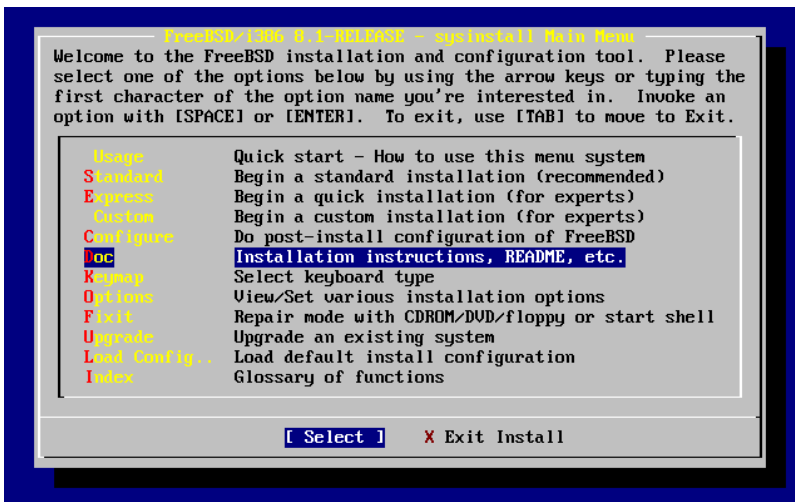 FreeBSD/i386 8.1-RELEASE - sysinstall Main Menu
Welcome to the FreeBSD installation and configuration tool.  Please
select one of the options below by using the arrow keys or typing the
first character of the option name you're interested in.  Invoke an
option with [SPACE] or [ENTER].  To exit, use [TAB] to move to Exit.
Usage Quick start - How to use this menu system
Standard Begin a standard installation (recommended)
Express Begin a quick installation (for experts)
Custom Begin a custom installation (for experts)
Configure Do post-install configuration of FreeBSD
Doc Installation instructions, README, etc.
Keymap Select keyboard type
Options View/Set various installation options
Fixit Repair mode with CDROM/DVD/floppy or start shell
Upgrade Upgrade an existing system
Load Config.. Load default install configuration
Index Glossary of functions
[ Select ] X Exit Install